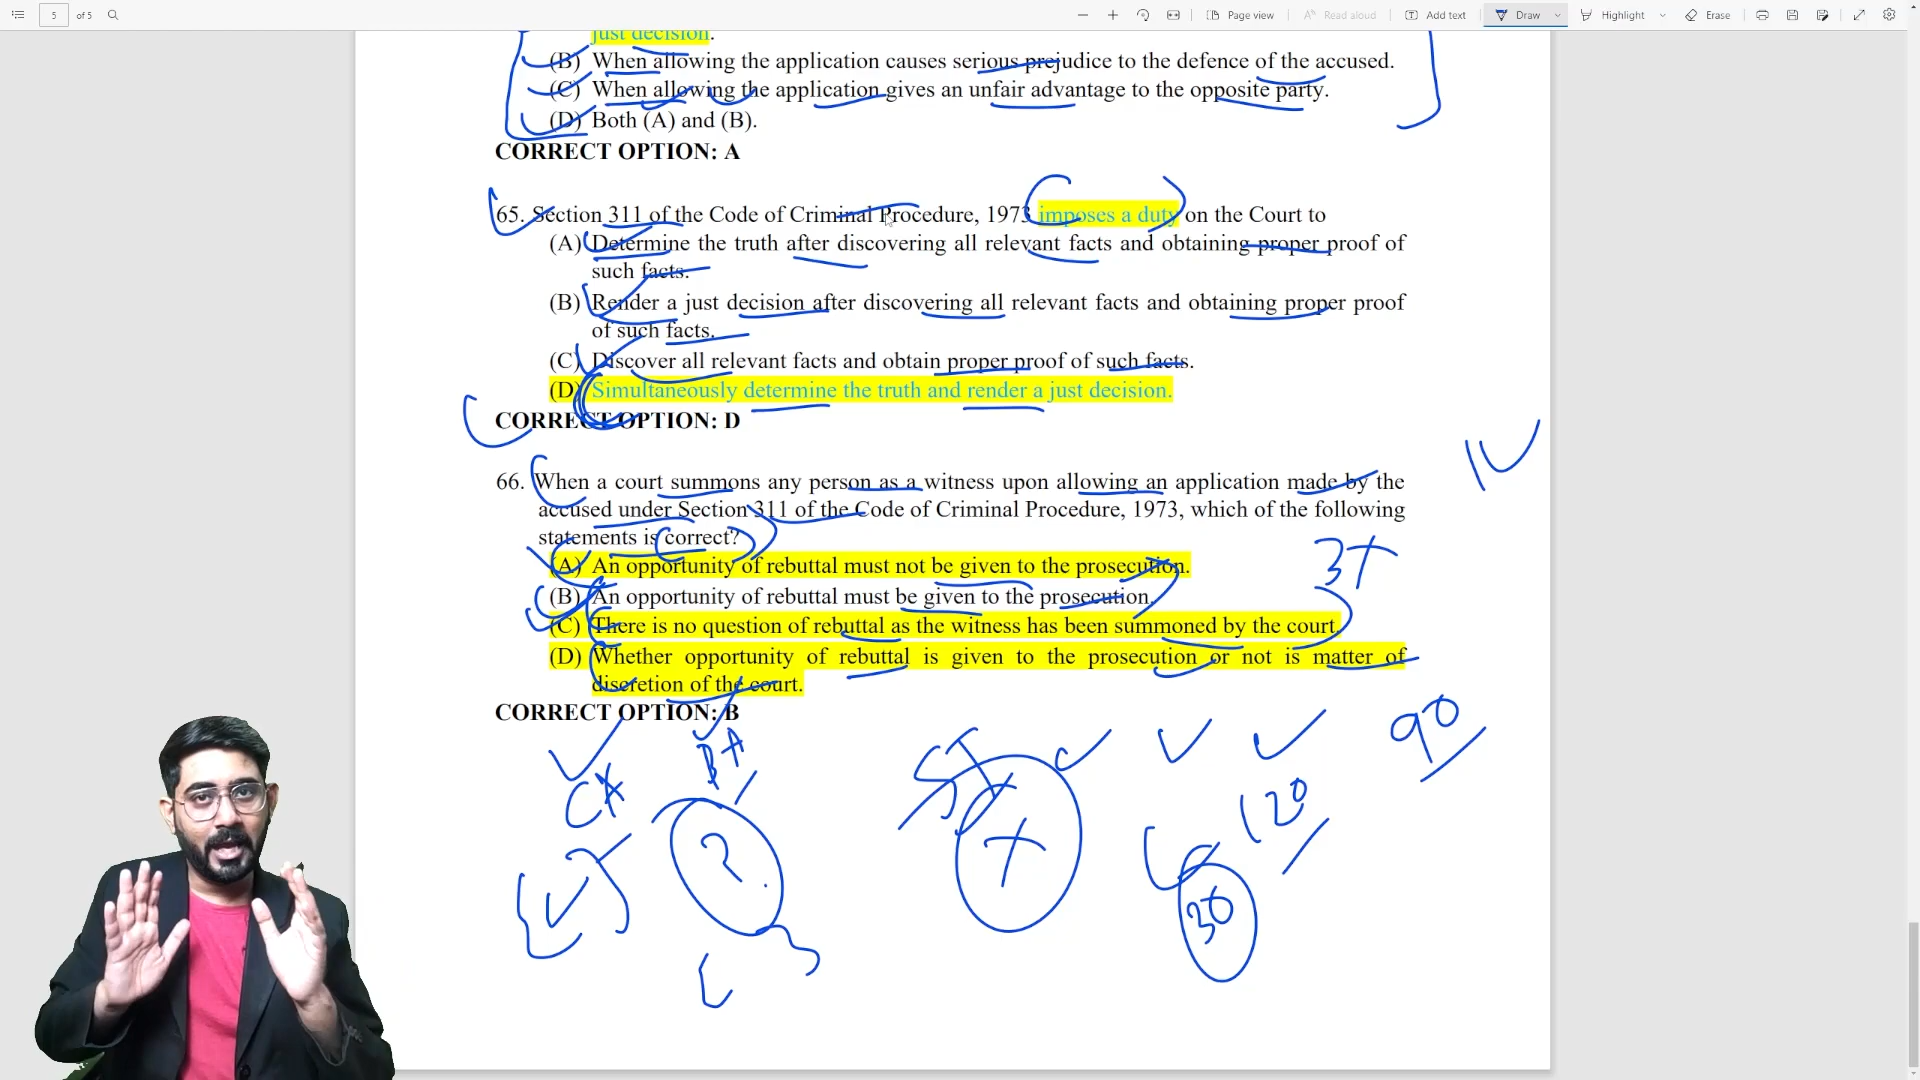 5 of 5 Page view Read aloud Add text Draw Highlight Erase
just decision.
(B) When allowing the application causes serious prejudice to the defence of the accused.
(C) When allowing the application gives an unfair advantage to the opposite party.
(D) Both (A) and (B).
CORRECT OPTION: A
65. Section 311 of the Code of Criminal Procedure, 1973 imposes a duty on the Court to
(A) Determine the truth after discovering all relevant facts and obtaining proper proof of
such facts.
(B) Render a just decision after discovering all relevant facts and obtaining proper proof
of such facts.
(C) Discover all relevant facts and obtain proper proof of such facts.
(D) Simultaneously determine the truth and render a just decision.
CORRECT OPTION: D
66. When a court summons any person as a witness upon allowing an application made by the
accused under Section 311 of the Code of Criminal Procedure, 1973, which of the following
statements is correct?
(A) An opportunity of rebuttal must not be given to the prosecution.
(B) An opportunity of rebuttal must be given to the prosecution.
(C) There is no question of rebuttal as the witness has been summoned by the court.
(D) Whether opportunity of rebuttal is given to the prosecution or not is matter of
discretion of the court.
CORRECT OPTION: B
90
120
30
?